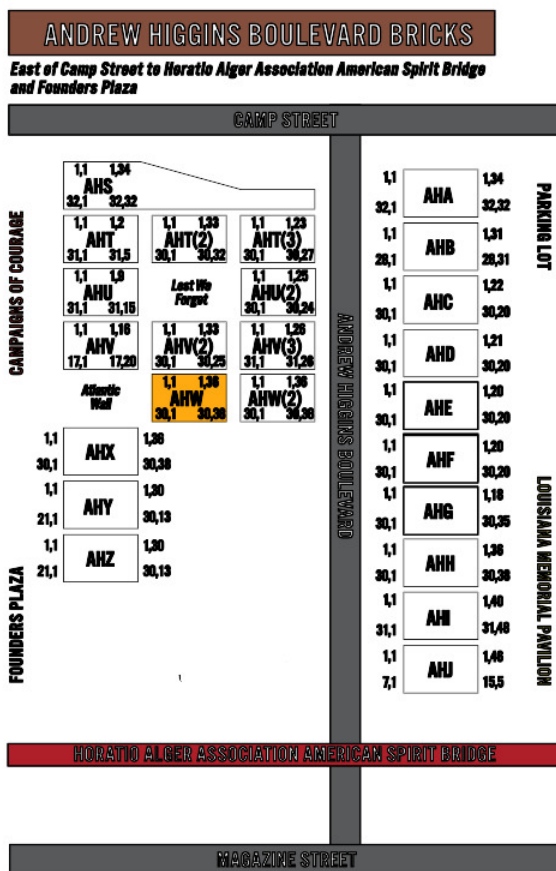 ANDREW HIGGINS BOULEVARD BRICKS
East of Camp Street to Horatio Alger Association American Spirit Bridge
and Founders Plaza
CAMP STREET
CAMPAIGNS OF COURAGE
FOUNDERS PLAZA
1,1 1,34
AHS
32,1 32,32
1,1 1,2
AHT
31,1 31,5
1,1 1,33
AHT(2)
30,1 30,32
1,1 1,23
AHT(3)
30,1 30,27
1,1 1,9
AHU
31,1 31,15
Lest We
Forget
1,1 1,25
AHU(2)
30,1 30,24
1,1 1,16
AHV
17,1 17,20
1,1 1,33
AHV(2)
30,1 30,25
1,1 1,26
AHV(3)
31,1 31,26
Atlantic
Wall
1,1 1,36
AHW
30,1 30,38
1,1 1,36
AHW(2)
30,1 30,38
1,1 1,36
AHX
30,1 30,38
1,1 1,30
AHY
21,1 30,13
1,1 1,30
AHZ
21,1 30,13
ANDREW HIGGINS BOULEVARD
1,1 1,34
AHA
32,1 32,32
1,1 1,31
AHB
28,1 28,31
1,1 1,22
AHC
30,1 30,20
1,1 1,21
AHD
30,1 30,20
1,1 1,20
AHE
30,1 30,20
1,1 1,20
AHF
30,1 30,20
1,1 1,18
AHG
30,1 30,35
1,1 1,36
AHH
30,1 30,36
1,1 1,40
AHI
31,1 31,48
1,1 1,46
AHJ
7,1 15,5
PARKING LOT
LOUISIANA MEMORIAL PAVILION
HORATIO ALGER ASSOCIATION AMERICAN SPIRIT BRIDGE
MAGAZINE STREET